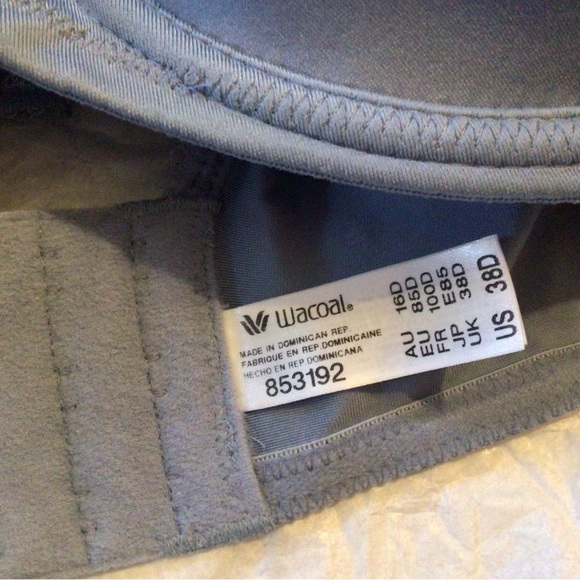 Wacoal®
MADE IN DOMINICAN REP.
FABRIQUE EN REP.DOMINICAINE
HECHO EN REP.DOMINICANA
853192
AU 16D
EU 85D
FR 100D
JP E85
UK 38D
US 38D